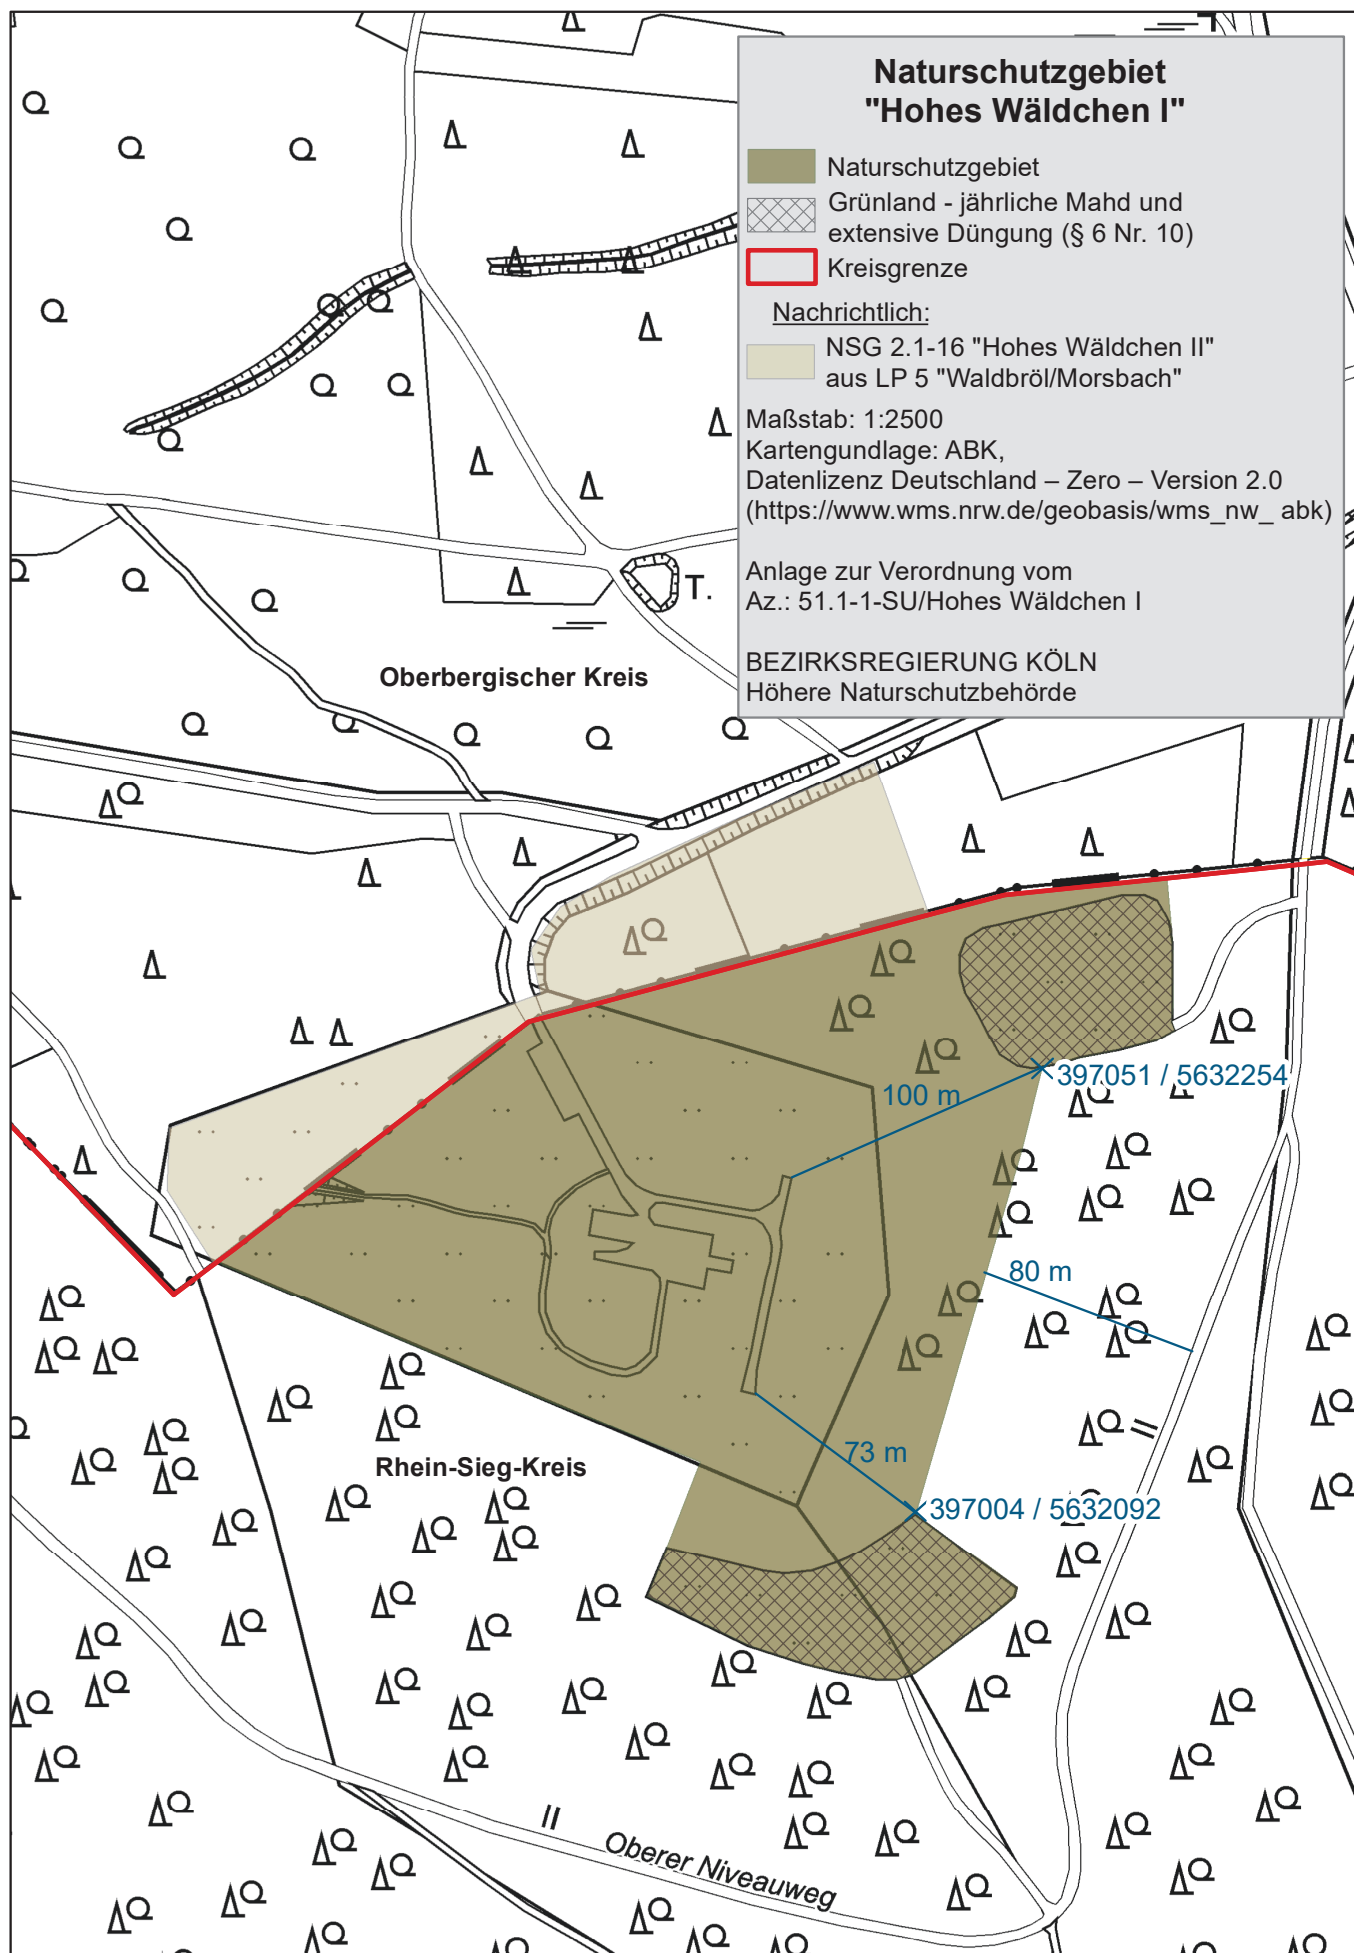 Naturschutzgebiet
"Hohes Wäldchen I"
Naturschutzgebiet
Grünland - jährliche Mahd und
extensive Düngung (§ 6 Nr. 10)
Kreisgrenze
Nachrichtlich:
NSG 2.1-16 "Hohes Wäldchen II"
aus LP 5 "Waldbröl/Morsbach"
Maßstab: 1:2500
Kartengundlage: ABK,
Datenlizenz Deutschland – Zero – Version 2.0
(https://www.wms.nrw.de/geobasis/wms_nw_ abk)
Anlage zur Verordnung vom
Az.: 51.1-1-SU/Hohes Wäldchen I
BEZIRKSREGIERUNG KÖLN
Höhere Naturschutzbehörde
T.
Oberbergischer Kreis
397051 / 5632254
100 m
80 m
73 m
Rhein-Sieg-Kreis
397004 / 5632092
Oberer Niveauweg